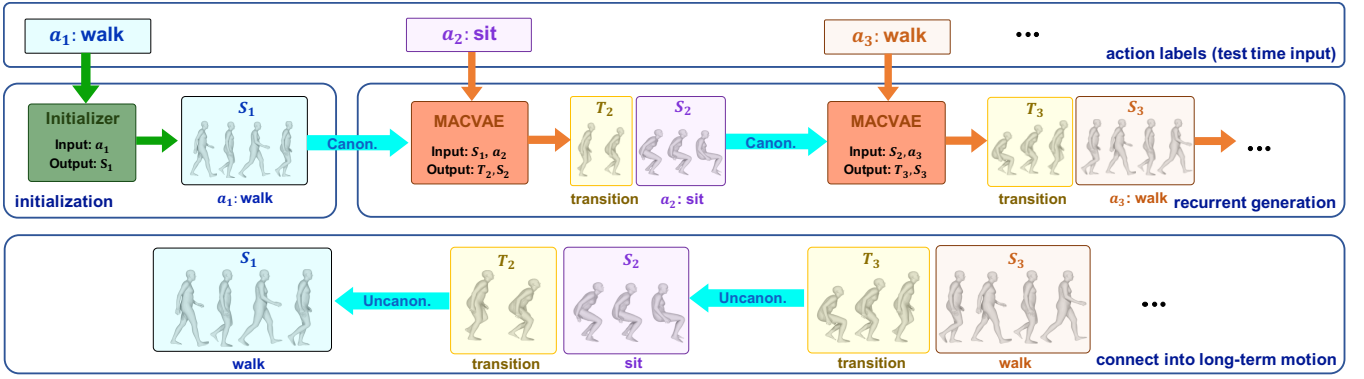 a₁: walk
a₂: sit
a₃: walk
...
action labels (test time input)
Initializer
Input: a₁
Output: S₁
S₁
a₁: walk
initialization
Canon.
MACVAE
Input: S₁, a₂
Output: T₂, S₂
T₂
transition
S₂
a₂: sit
Canon.
MACVAE
Input: S₂, a₃
Output: T₃, S₃
T₃
transition
S₃
a₃: walk
...
recurrent generation
S₁
walk
Uncanon.
T₂
transition
S₂
sit
Uncanon.
T₃
transition
S₃
walk
...
connect into long-term motion